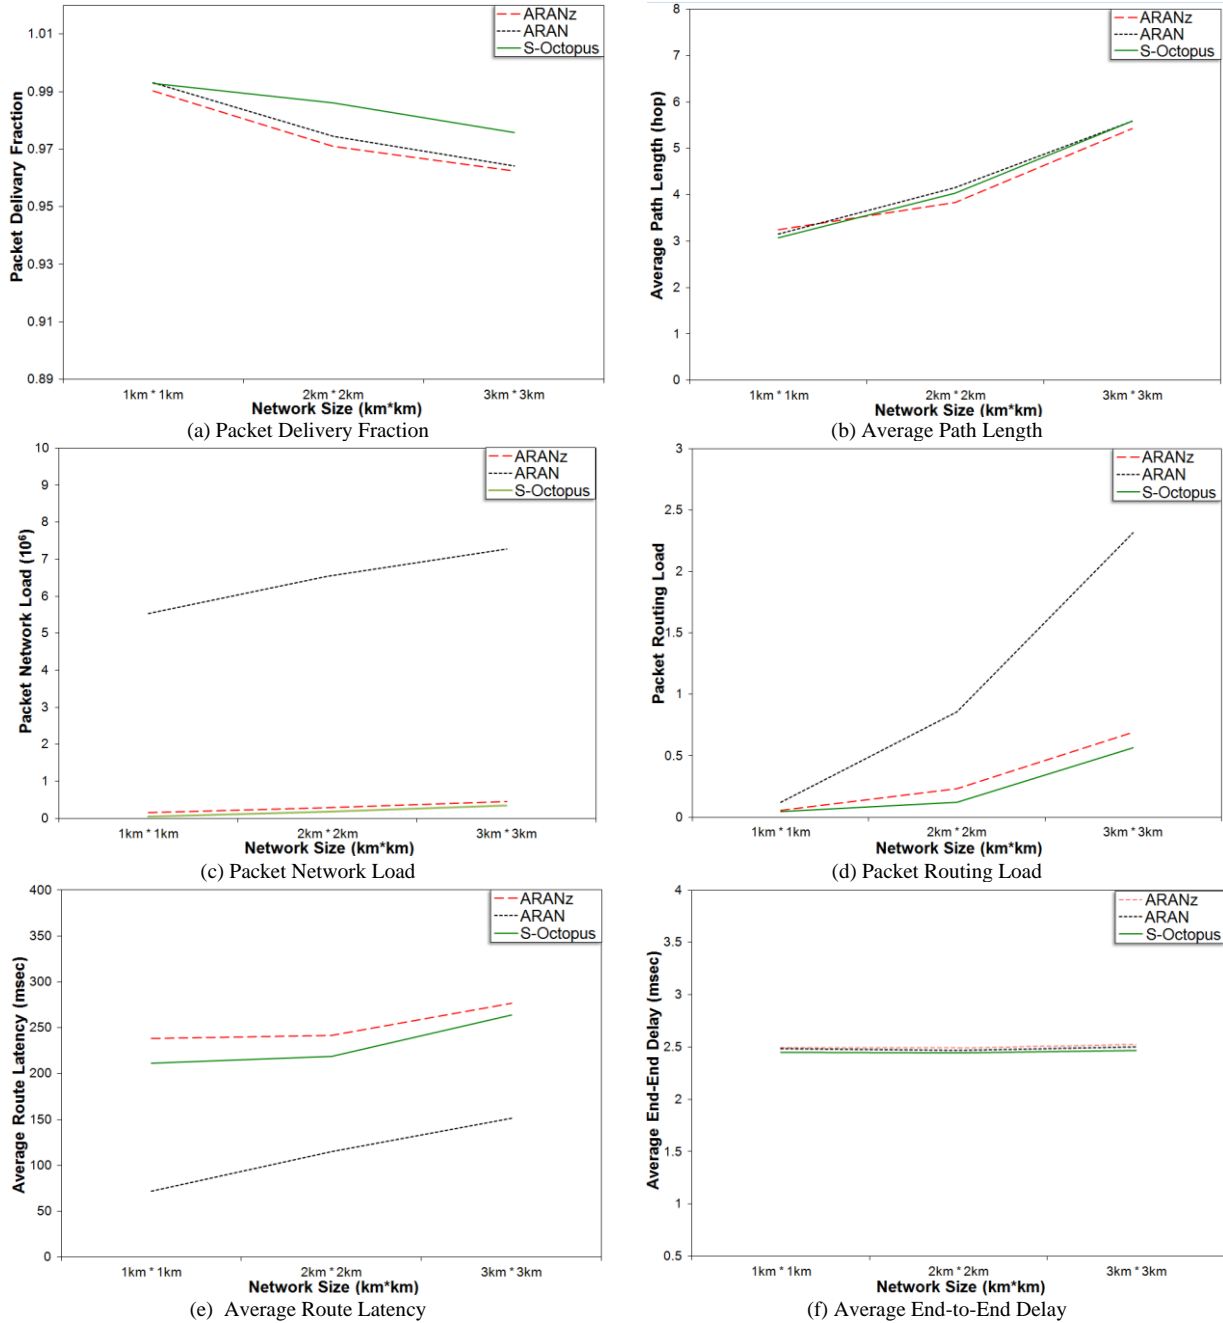 1.01
0.99
0.97
0.95
0.93
0.91
0.89
Packet Delivary Fraction
ARANz
ARAN
S-Octopus
1km * 1km
2km * 2km
3km * 3km
Network Size (km*km)
(a) Packet Delivery Fraction
8
7
6
5
4
3
2
1
0
Average Path Length (hop)
ARANz
ARAN
S-Octopus
1km * 1km
2km * 2km
3km * 3km
Network Size (km*km)
(b) Average Path Length
10
9
8
7
6
5
4
3
2
1
0
Packet Network Load (10⁶)
ARANz
ARAN
S-Octopus
1km * 1km
2km * 2km
3km * 3km
Network Size (km*km)
(c) Packet Network Load
3
2.5
2
1.5
1
0.5
0
Packet Routing Load
ARANz
ARAN
S-Octopus
1km * 1km
2km * 2km
3km * 3km
Network Size (km*km)
(d) Packet Routing Load
400
350
300
250
200
150
100
50
0
Average Route Latency (msec)
ARANz
ARAN
S-Octopus
1km * 1km
2km * 2km
3km * 3km
Network Size (km*km)
(e) Average Route Latency
4
3.5
3
2.5
2
1.5
1
0.5
Average End-End Delay (msec)
ARANz
ARAN
S-Octopus
1km * 1km
2km * 2km
3km * 3km
Network Size (km*km)
(f) Average End-to-End Delay